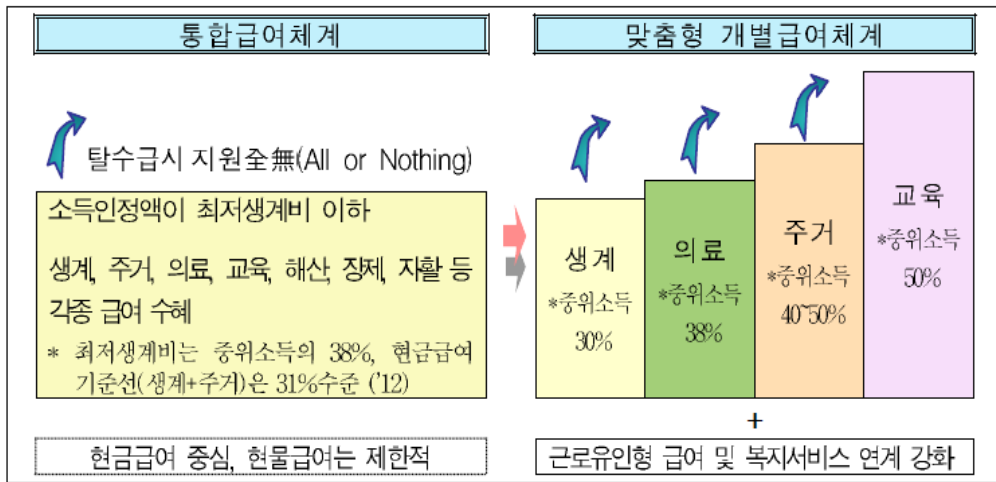 통합급여체계
탈수급시 지원全無(All or Nothing)
소득인정액이 최저생계비 이하
생계, 주거, 의료, 교육, 해산, 장제, 자활 등
각종 급여 수혜
* 최저생계비는 중위소득의 38%, 현금급여
기준선(생계+주거)은 31%수준 ('12)
현금급여 중심, 현물급여는 제한적
맞춤형 개별급여체계
생계
*중위소득
30%
의료
*중위소득
38%
주거
*중위소득
40~50%
교육
*중위소득
50%
+
근로유인형 급여 및 복지서비스 연계 강화